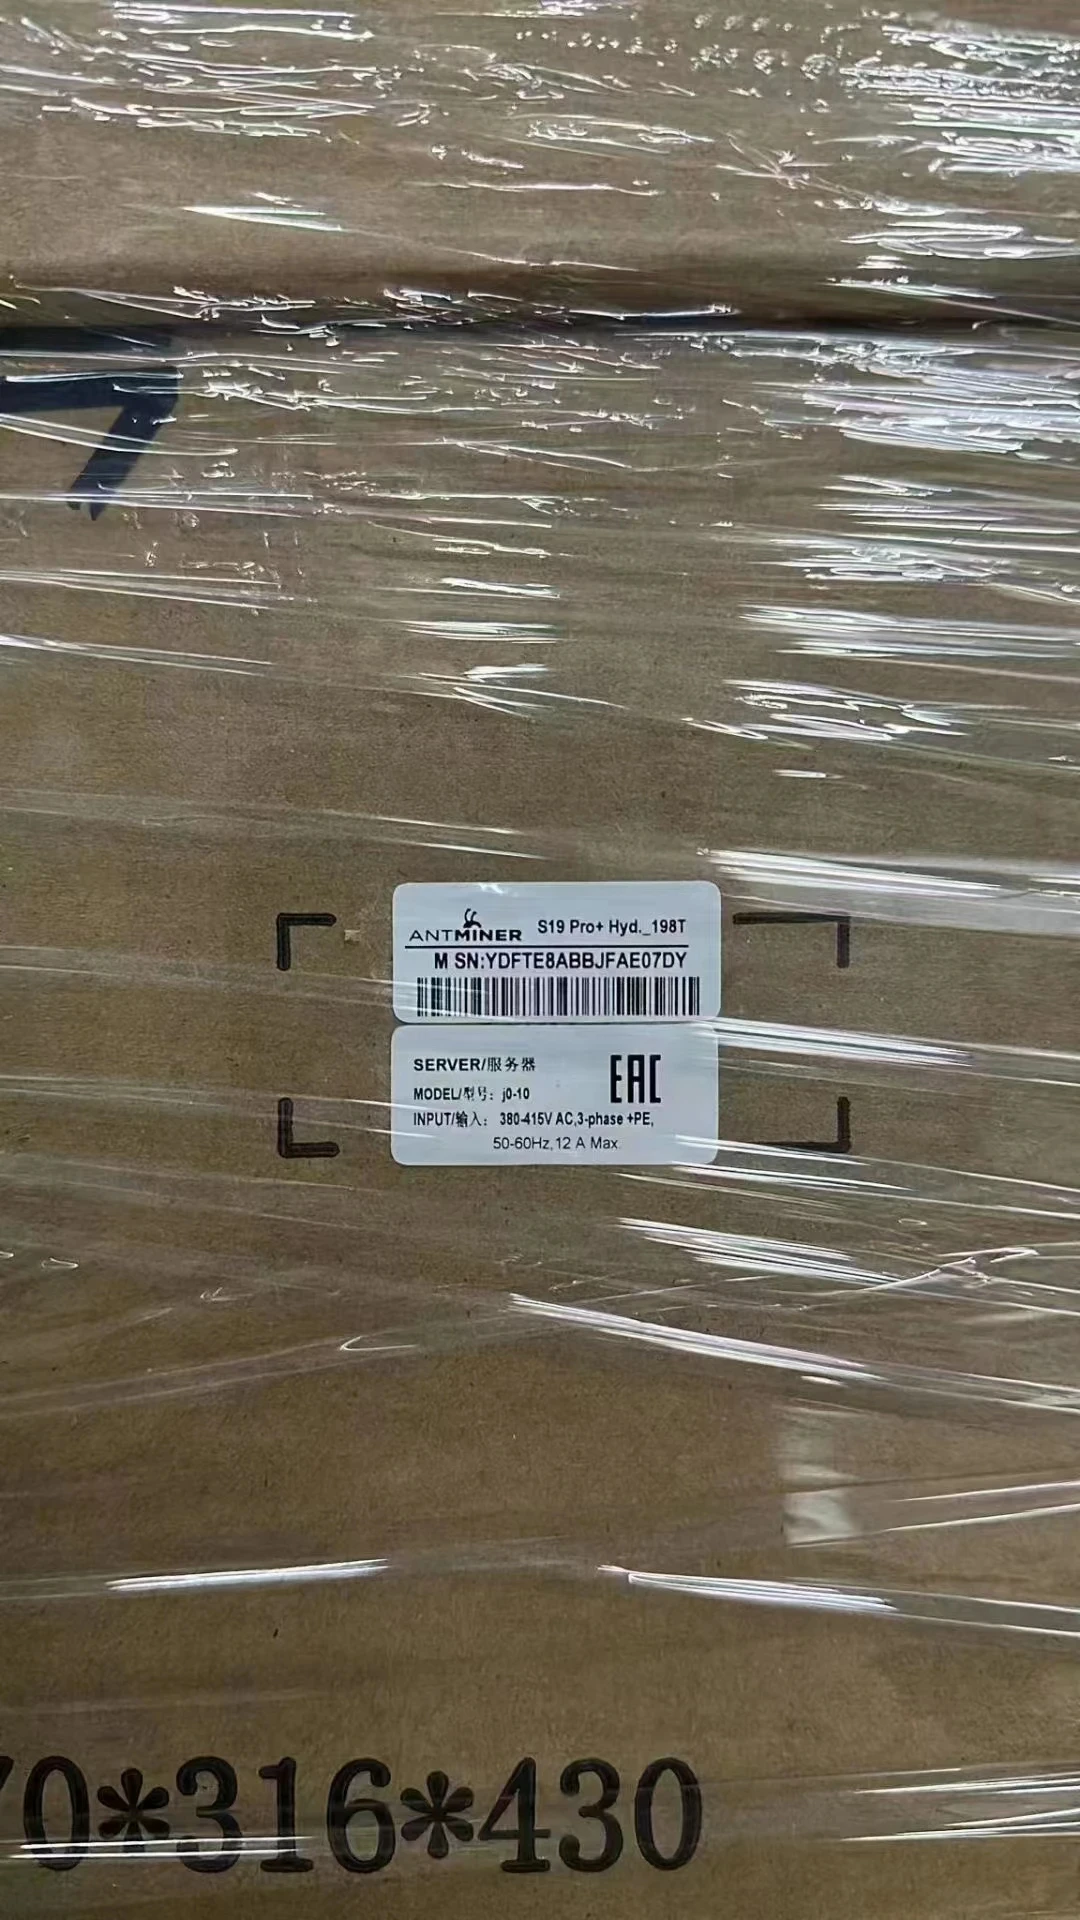 ANTMINER S19 Pro+ Hyd._198T
M SN:YDFTE8ABBJFAE07DY
SERVER/服务器
EAC
MODEL/型号: j0-10
INPUT/输入: 380-415V AC,3-phase +PE,
50-60Hz,12 A Max
0*316*430